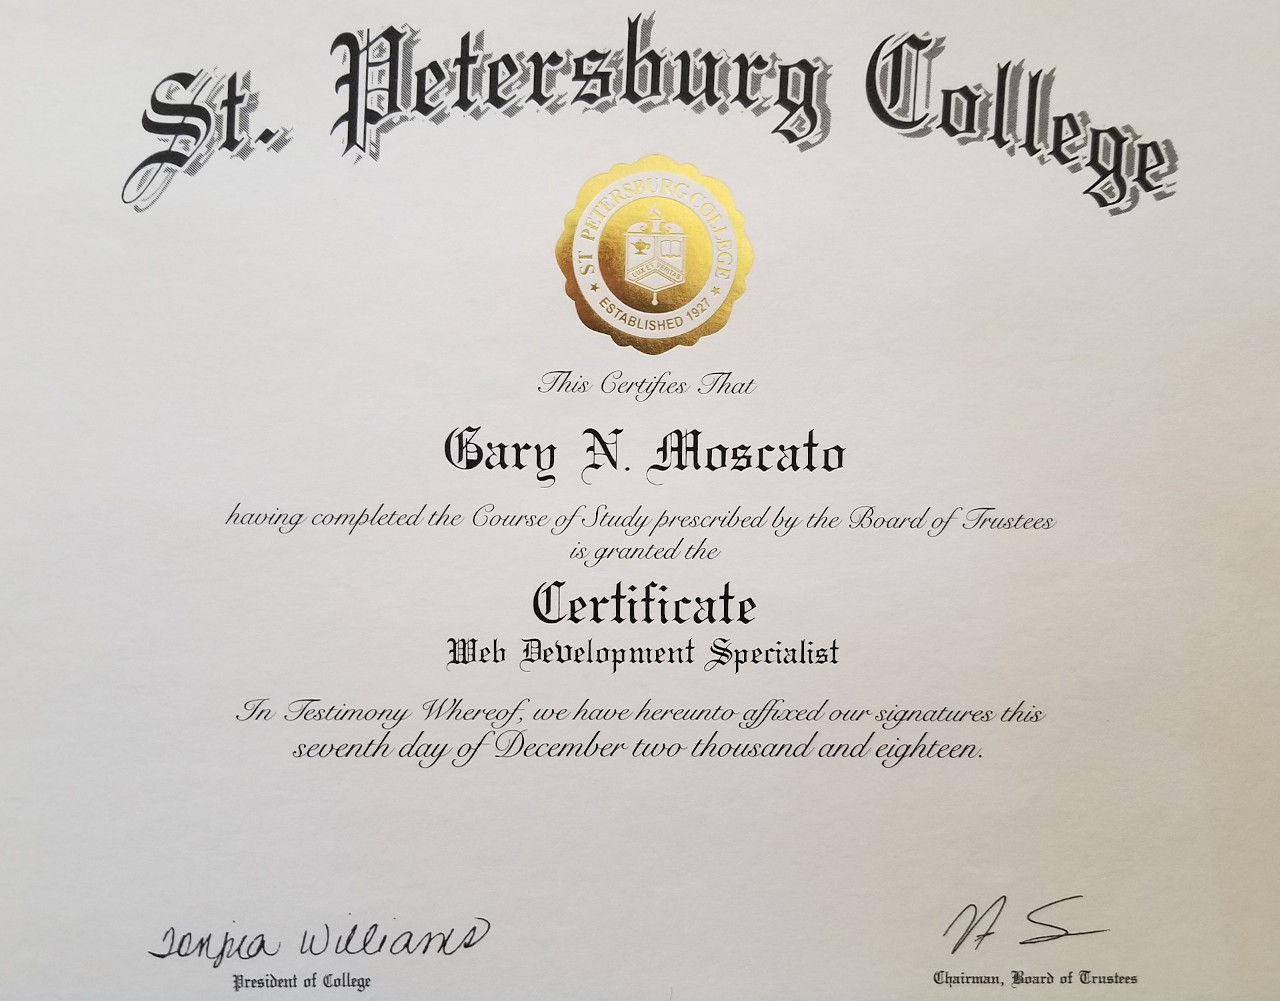 St. Petersburg College
ST PETERSBURG COLLEGE
LUX ET VERITAS
★ ESTABLISHED 1927 ★
This Certifies That
Gary N. Moscato
having completed the Course of Study prescribed by the Board of Trustees
is granted the
Certificate
Web Development Specialist
In Testimony Whereof, we have hereunto affixed our signatures this
seventh day of December two thousand and eighteen.
Tonjua Williams
President of College
Chairman, Board of Trustees